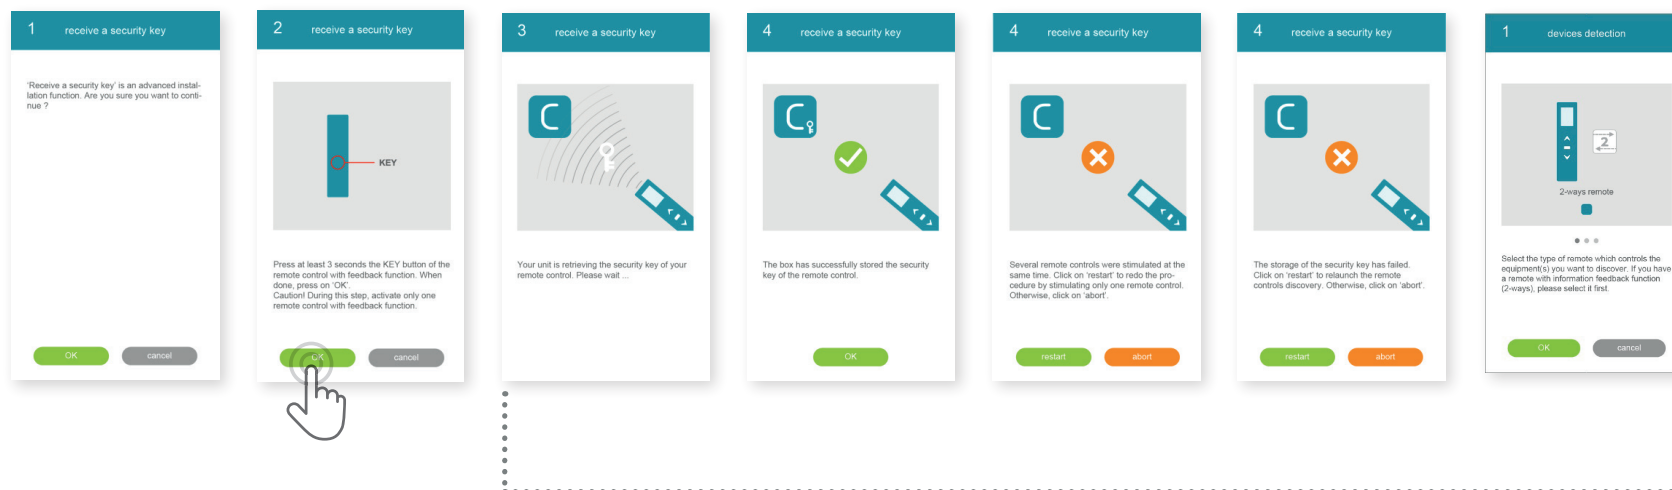 1 receive a security key
'Receive a security key' is an advanced instal-
lation function. Are you sure you want to conti-
nue ?
OK cancel
2 receive a security key
KEY
Press at least 3 seconds the KEY button of the
remote control with feedback function. When
done, press on 'OK'.
Caution! During this step, activate only one
remote control with feedback function.
OK cancel
3 receive a security key
C
Your unit is retrieving the security key of your
remote control. Please wait ...
4 receive a security key
C
The box has successfully stored the security
key of the remote control.
OK
4 receive a security key
C
Several remote controls were stimulated at the
same time. Click on 'restart' to redo the pro-
cedure by stimulating only one remote control.
Otherwise, click on 'abort'.
restart abort
4 receive a security key
C
The storage of the security key has failed.
Click on 'restart' to relaunch the remote
controls discovery. Otherwise, click on 'abort'.
restart abort
1 devices detection
2
2-ways remote
Select the type of remote which controls the
equipment(s) you want to discover. If you have
a remote with information feedback function
(2-ways), please select it first.
OK cancel